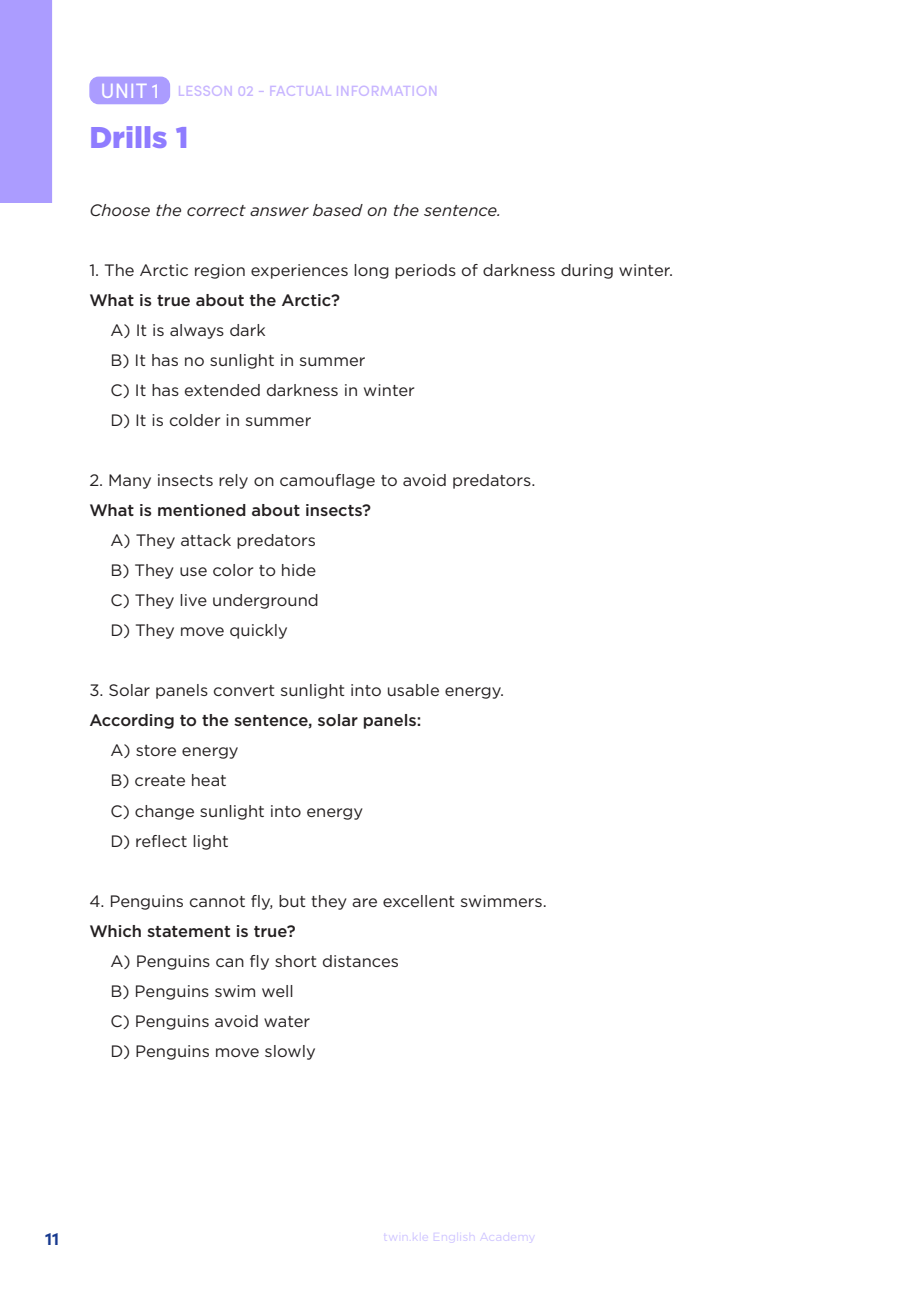 UNIT 1 LESSON 02 – FACTUAL INFORMATION
Drills 1
Choose the correct answer based on the sentence.
1. The Arctic region experiences long periods of darkness during winter.
What is true about the Arctic?
A) It is always dark
B) It has no sunlight in summer
C) It has extended darkness in winter
D) It is colder in summer
2. Many insects rely on camouflage to avoid predators.
What is mentioned about insects?
A) They attack predators
B) They use color to hide
C) They live underground
D) They move quickly
3. Solar panels convert sunlight into usable energy.
According to the sentence, solar panels:
A) store energy
B) create heat
C) change sunlight into energy
D) reflect light
4. Penguins cannot fly, but they are excellent swimmers.
Which statement is true?
A) Penguins can fly short distances
B) Penguins swim well
C) Penguins avoid water
D) Penguins move slowly
11
twin.kle English Academy